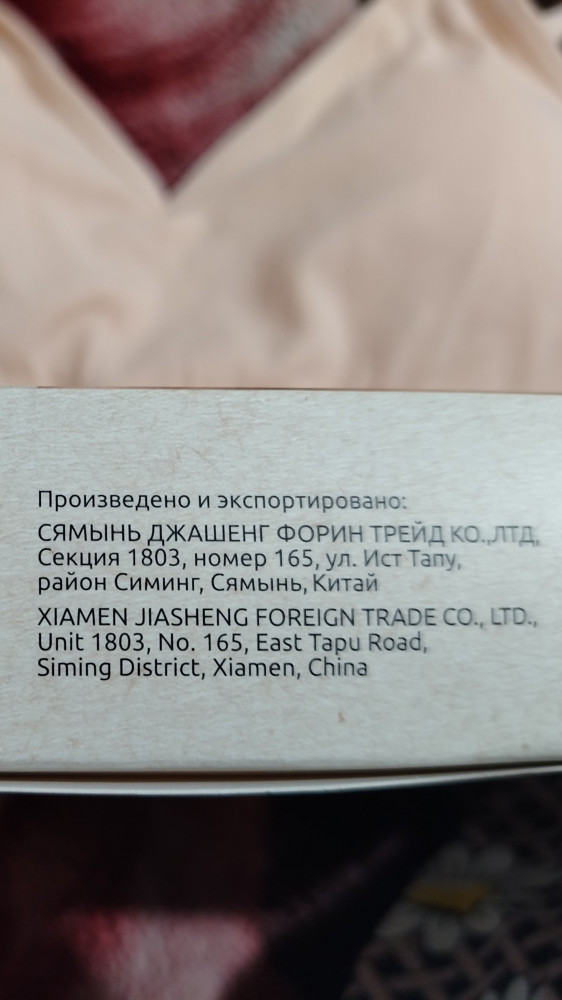 Произведено и экспортировано:
СЯМЫНЬ ДЖАШЕНГ ФОРИН ТРЕЙД КО.,ЛТД,
Секция 1803, номер 165, ул. Ист Тапу,
район Симинг, Сямынь, Китай
XIAMEN JIASHENG FOREIGN TRADE CO., LTD.,
Unit 1803, No. 165, East Tapu Road,
Siming District, Xiamen, China